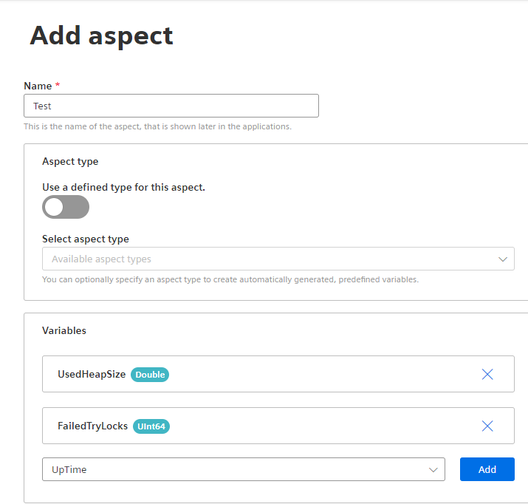 Add aspect
Name *
Test
This is the name of the aspect, that is shown later in the applications.
Aspect type
Use a defined type for this aspect.
Select aspect type
Available aspect types
You can optionally specify an aspect type to create automatically generated, predefined variables.
Variables
UsedHeapSize Double
FailedTryLocks UInt64
UpTime Add